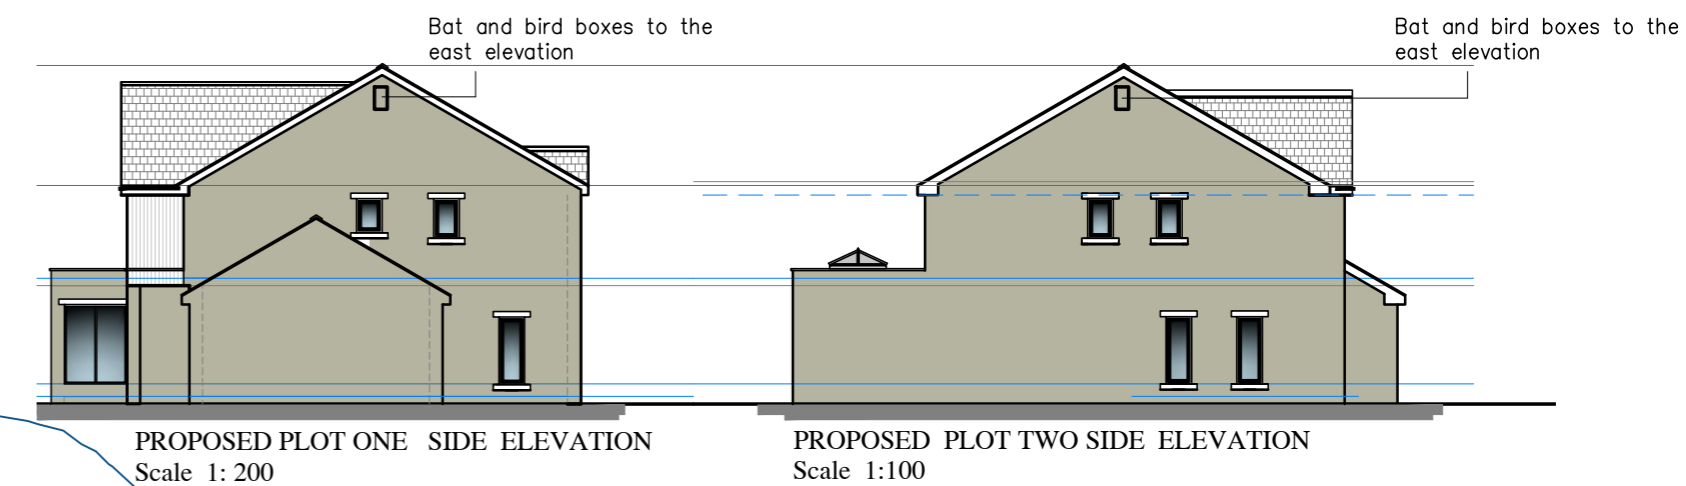 Bat and bird boxes to the
east elevation
Bat and bird boxes to the
east elevation
PROPOSED PLOT ONE SIDE ELEVATION
Scale 1: 200
PROPOSED PLOT TWO SIDE ELEVATION
Scale 1:100